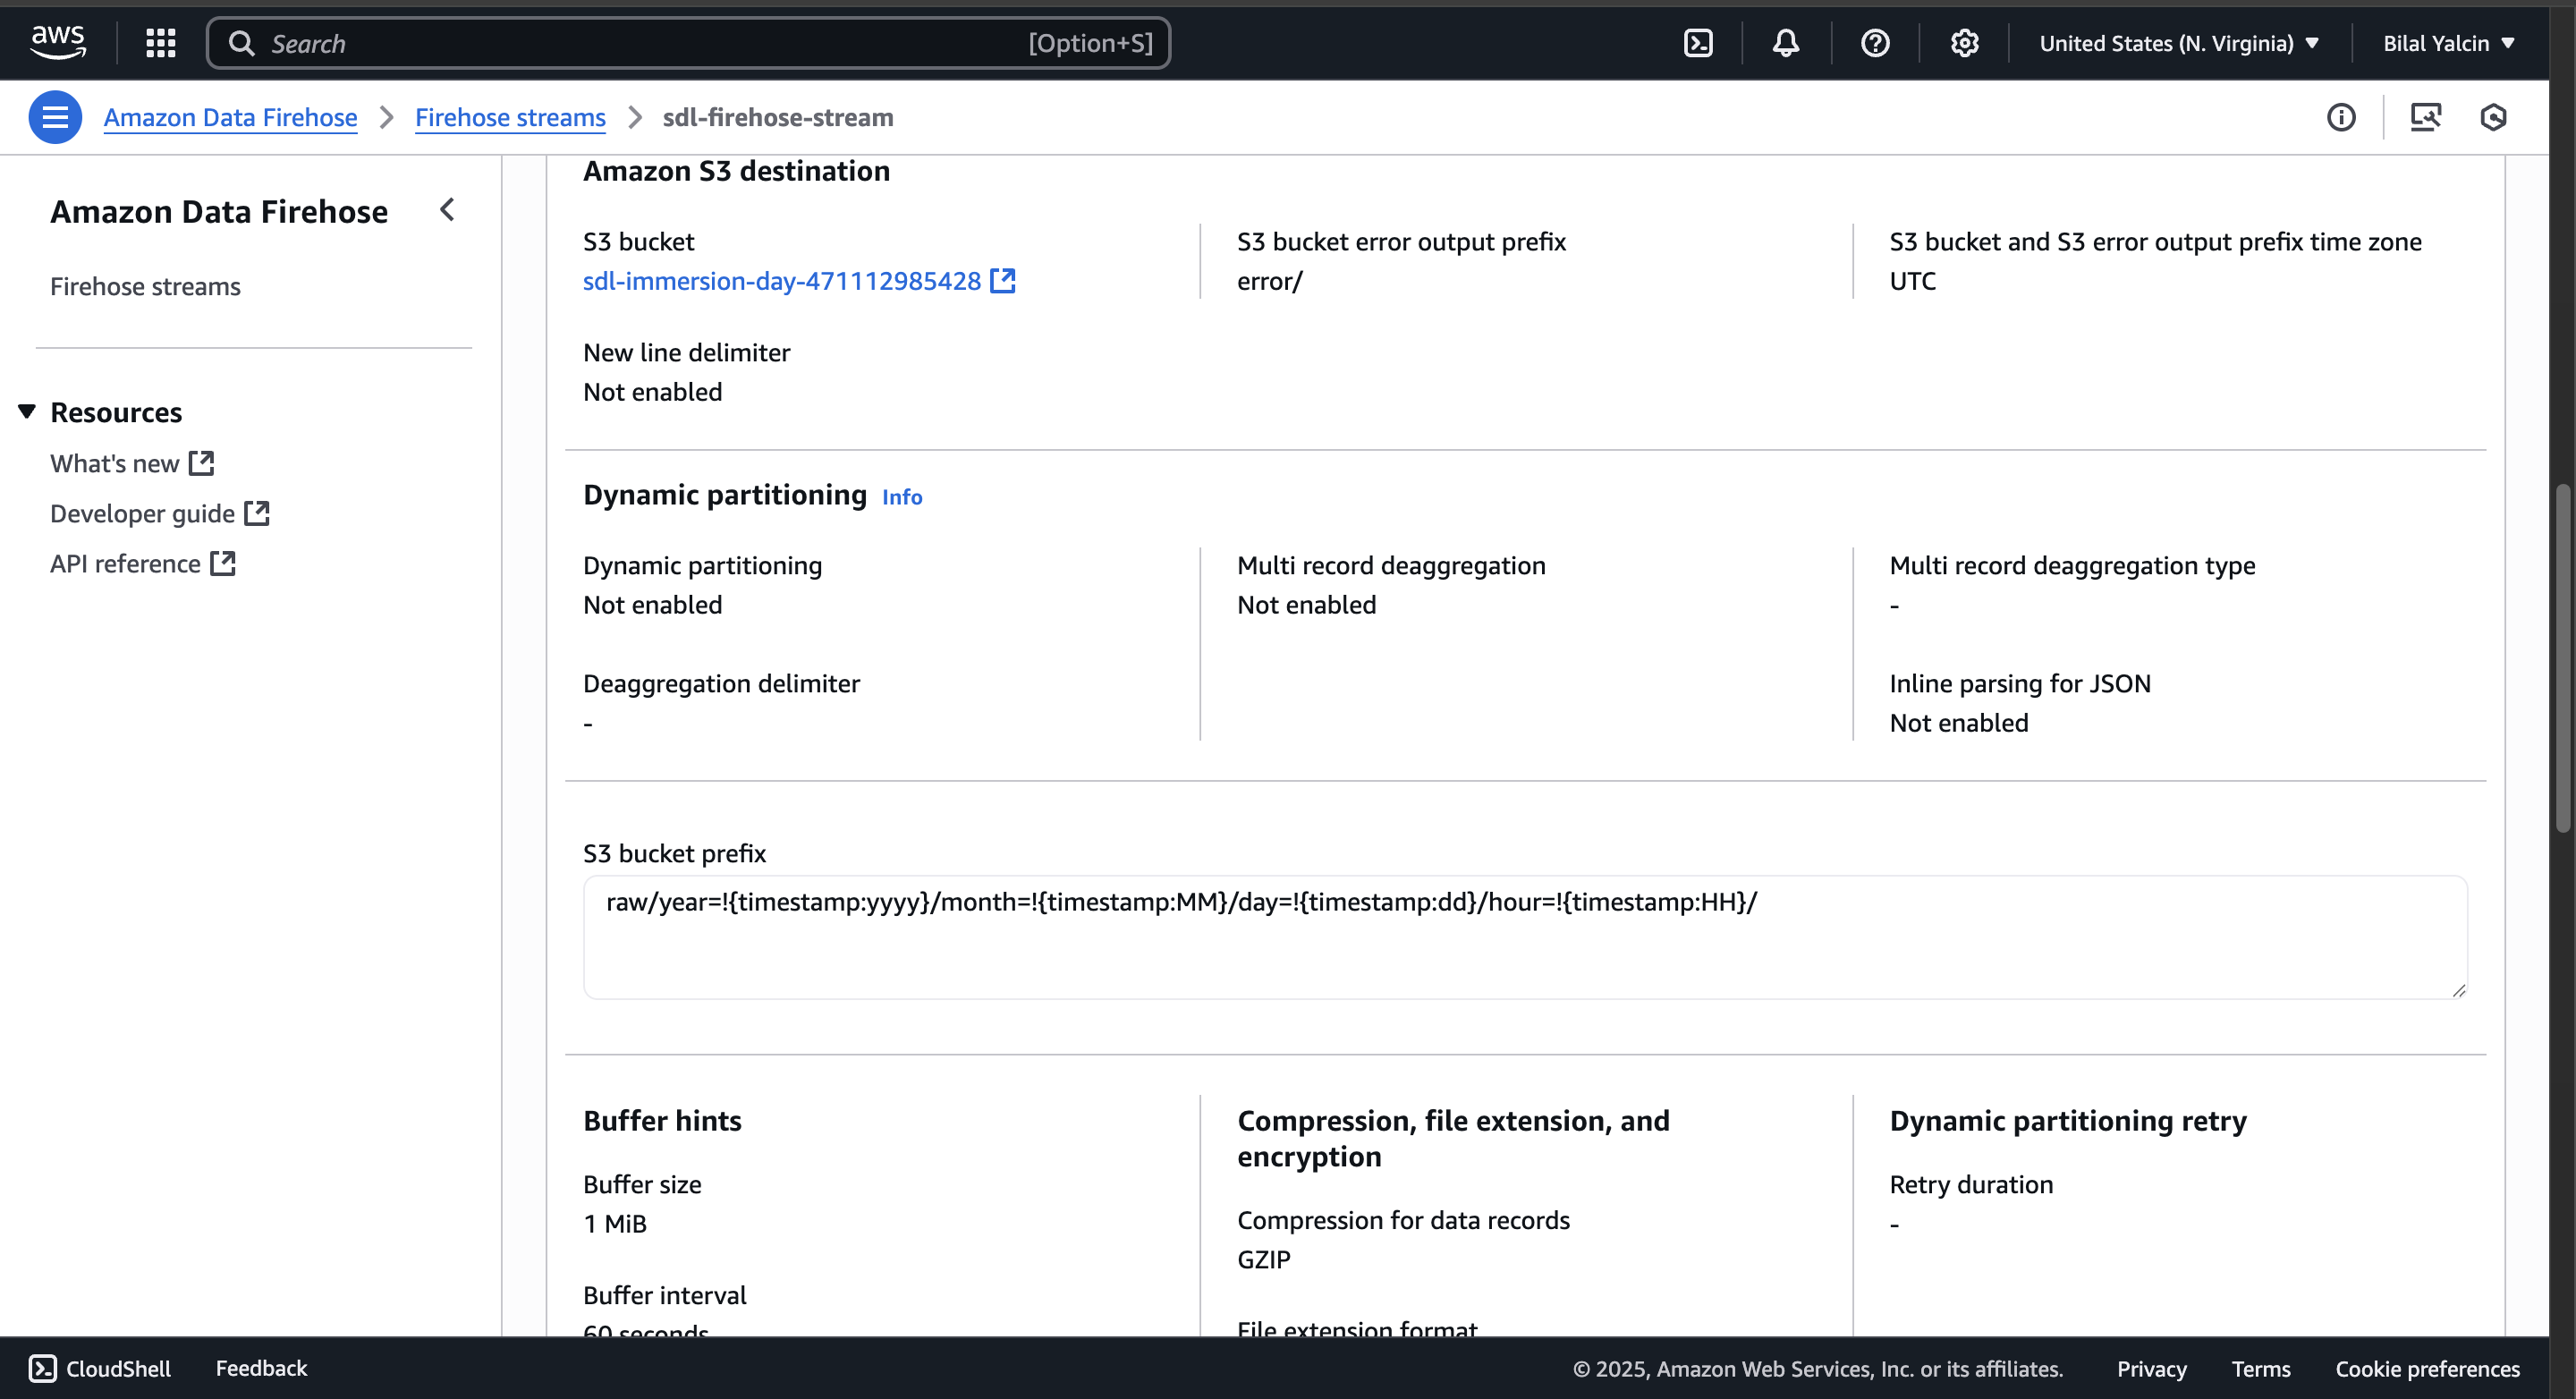 aws
Search
[Option+S]
United States (N. Virginia)
Bilal Yalcin
Amazon Data Firehose
Firehose streams
sdl-firehose-stream
Amazon Data Firehose
Firehose streams
Resources
What's new
Developer guide
API reference
Amazon S3 destination
S3 bucket
sdl-immersion-day-471112985428
S3 bucket error output prefix
error/
S3 bucket and S3 error output prefix time zone
UTC
New line delimiter
Not enabled
Dynamic partitioning Info
Dynamic partitioning
Not enabled
Multi record deaggregation
Not enabled
Multi record deaggregation type
-
Deaggregation delimiter
-
Inline parsing for JSON
Not enabled
S3 bucket prefix
raw/year=!{timestamp:yyyy}/month=!{timestamp:MM}/day=!{timestamp:dd}/hour=!{timestamp:HH}/
Buffer hints
Buffer size
1 MiB
Buffer interval
60 seconds
Compression, file extension, and
encryption
Compression for data records
GZIP
File extension format
Dynamic partitioning retry
Retry duration
-
CloudShell
Feedback
© 2025, Amazon Web Services, Inc. or its affiliates.
Privacy
Terms
Cookie preferences